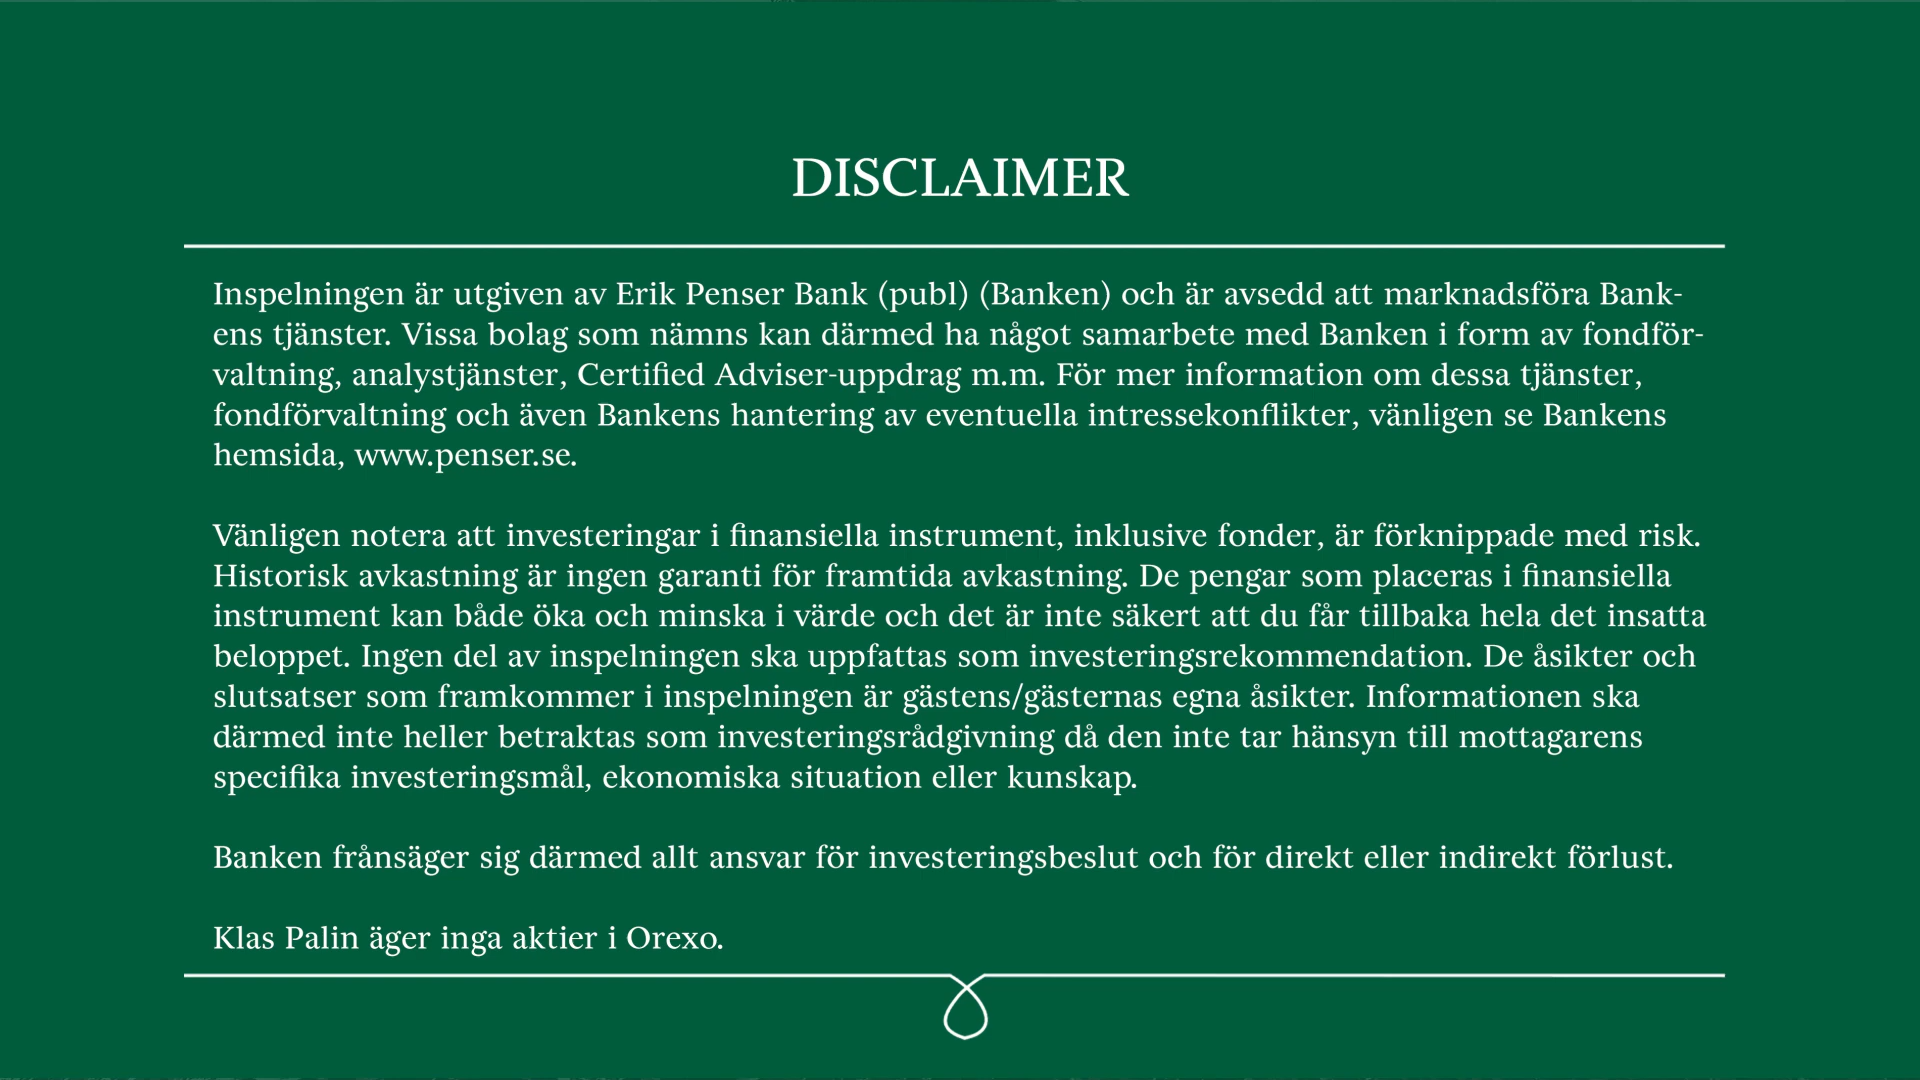 DISCLAIMER
Inspelningen är utgiven av Erik Penser Bank (publ) (Banken) och är avsedd att marknadsföra Bank-
ens tjänster. Vissa bolag som nämns kan därmed ha något samarbete med Banken i form av fondför-
valtning, analystjänster, Certified Adviser-uppdrag m.m. För mer information om dessa tjänster,
fondförvaltning och även Bankens hantering av eventuella intressekonflikter, vänligen se Bankens
hemsida, www.penser.se.
Vänligen notera att investeringar i finansiella instrument, inklusive fonder, är förknippade med risk.
Historisk avkastning är ingen garanti för framtida avkastning. De pengar som placeras i finansiella
instrument kan både öka och minska i värde och det är inte säkert att du får tillbaka hela det insatta
beloppet. Ingen del av inspelningen ska uppfattas som investeringsrekommendation. De åsikter och
slutsatser som framkommer i inspelningen är gästens/gästernas egna åsikter. Informationen ska
därmed inte heller betraktas som investeringsrådgivning då den inte tar hänsyn till mottagarens
specifika investeringsmål, ekonomiska situation eller kunskap.
Banken frånsäger sig därmed allt ansvar för investeringsbeslut och för direkt eller indirekt förlust.
Klas Palin äger inga aktier i Orexo.